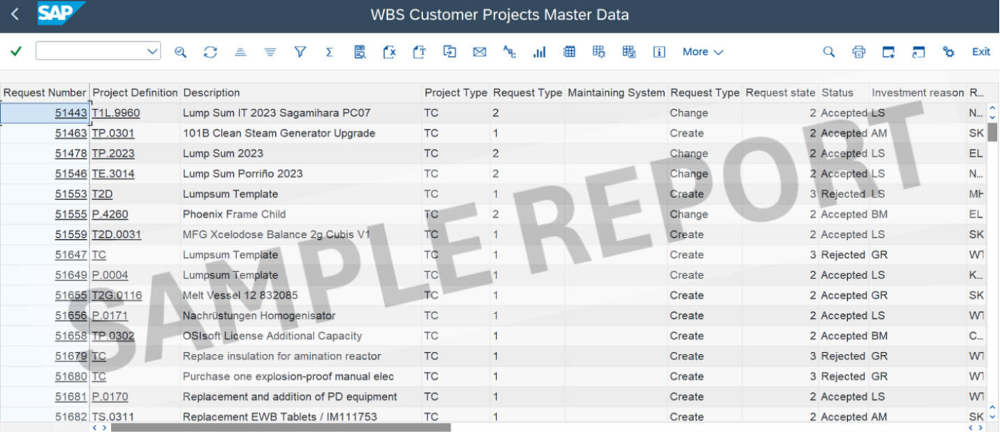 SAP WBS Customer Projects Master Data
More Exit
Request Number Project Definition Description Project Type Request Type Maintaining System Request Type Request state Status Investment reason R...
51443 T1L.9960 Lump Sum IT 2023 Sagamihara PC07 TC 2 Change 2 Accepted LS N...
51463 TP.0301 101B Clean Steam Generator Upgrade TC 1 Create 2 Accepted AM SK
51478 TP.2023 Lump Sum 2023 TC 2 Change 2 Accepted LS EL
51546 TE.3014 Lump Sum Porriño 2023 TC 2 Change 2 Accepted LS N...
51553 T2D Lumpsum Template TC 1 Create 3 Rejected LS
51555 P.4260 Phoenix Frame Child TC 2 Change 2 Accepted BM EL
51559 T2D.0031 MFG Xcelodose Balance 2g Cubis V1 TC 1 Create 2 Accepted LS SK
51647 TC Lumpsum Template TC 1 Create 3 Rejected GR
51649 P.0004 Lumpsum Template TC 1 Create 2 Accepted LS K...
51655 T2G.0116 Melt Vessel 12 832085 TC 1 Create 2 Accepted GR SK
51656 P.0171 Nachrüstungen Homogenisator TC 1 Create 2 Accepted LS
51658 TP.0302 OSIsoft License Additional Capacity TC 1 Create 2 Accepted BM C...
51679 TC Replace insulation for amination reactor TC 1 Create 3 Rejected GR
51680 TC Purchase one explosion-proof manual elec TC 1 Create 3 Rejected GR
51681 P.0170 Replacement and addition of PD equipment TC 1 Create 2 Accepted LS
51682 TS.0311 Replacement EWB Tablets / IM111753 TC 1 Create 2 Accepted AM SK
SAMPLE REPORT